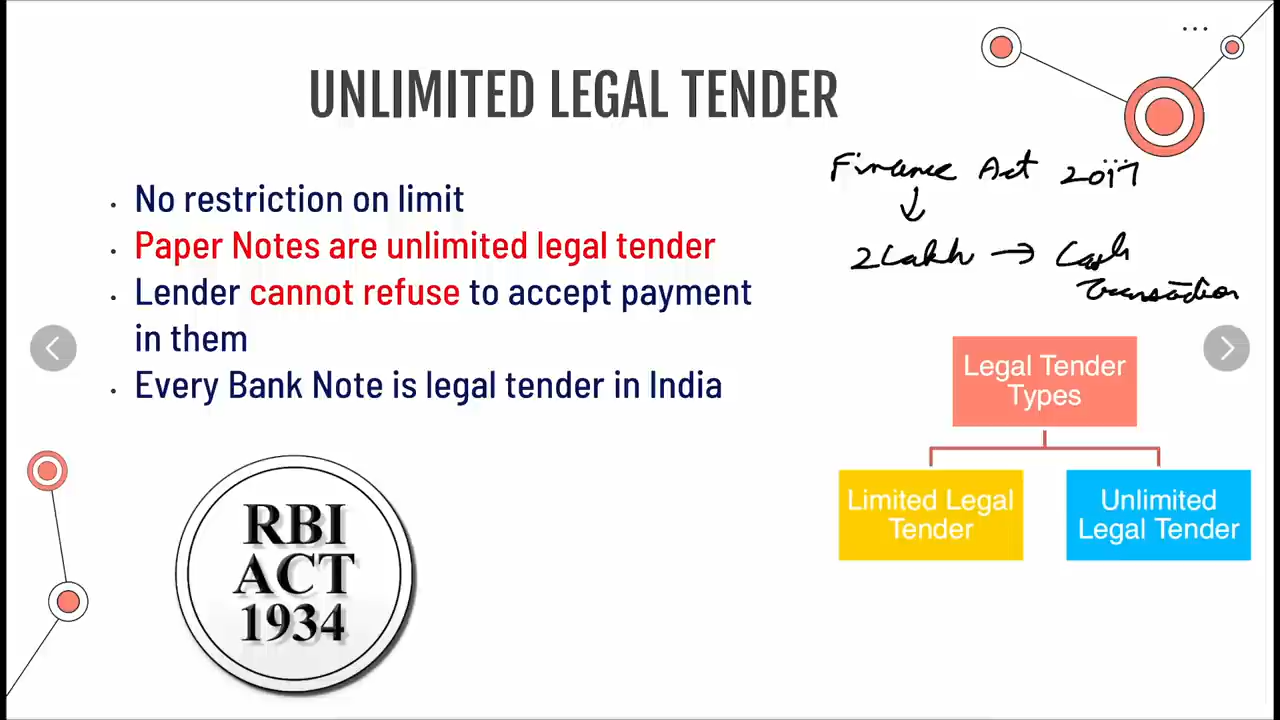 UNLIMITED LEGAL TENDER
Finance Act 2017
2 Lakh → Cash
Transaction
• No restriction on limit
• Paper Notes are unlimited legal tender
• Lender cannot refuse to accept payment
in them
• Every Bank Note is legal tender in India
Legal Tender
Types
Limited Legal
Tender
Unlimited
Legal Tender
RBI
ACT
1934